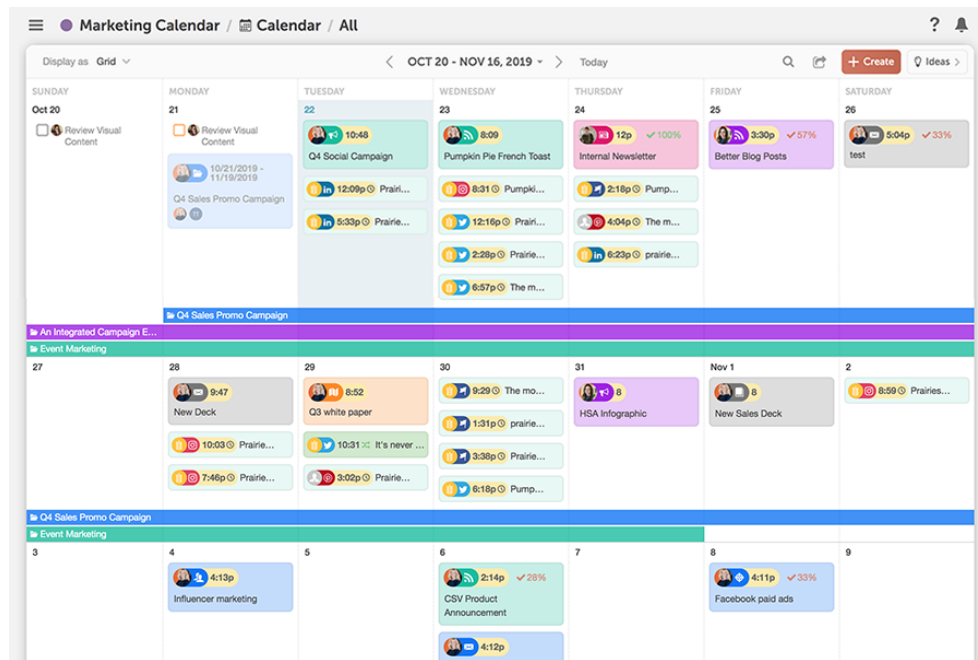 Marketing Calendar / Calendar / All ?
Display as Grid OCT 20 - NOV 16, 2019 Today + Create Ideas
SUNDAY MONDAY TUESDAY WEDNESDAY THURSDAY FRIDAY SATURDAY
Oct 20 21 22 23 24 25 26
Review Visual
Content
Review Visual
Content
10/21/2019 -
11/19/2019
Q4 Sales Promo Campaign
10:48
Q4 Social Campaign
in 12:09p Prairi...
in 5:33p Prairie...
8:09
Pumpkin Pie French Toast
8:31 Pumpki...
12:16p Prairi...
2:28p Prairie...
6:57p The m...
12p 100%
Internal Newsletter
2:18p Pump...
4:04p The m...
in 6:23p prairie...
3:30p 57%
Better Blog Posts
5:04p 33%
test
Q4 Sales Promo Campaign
An Integrated Campaign E...
Event Marketing
27 28 29 30 31 Nov 1 2
9:47
New Deck
10:03 Prairie...
7:46p Prairie...
8:52
Q3 white paper
10:31 It's never ...
3:02p Prairie...
9:29 The mo...
1:31p prairie...
3:38p Prairie...
6:18p Pump...
8
HSA Infographic
8
New Sales Deck
8:59 Prairies...
Q4 Sales Promo Campaign
Event Marketing
3 4 5 6 7 8 9
4:13p
Influencer marketing
2:14p 28%
CSV Product
Announcement
4:12p
4:11p 33%
Facebook paid ads